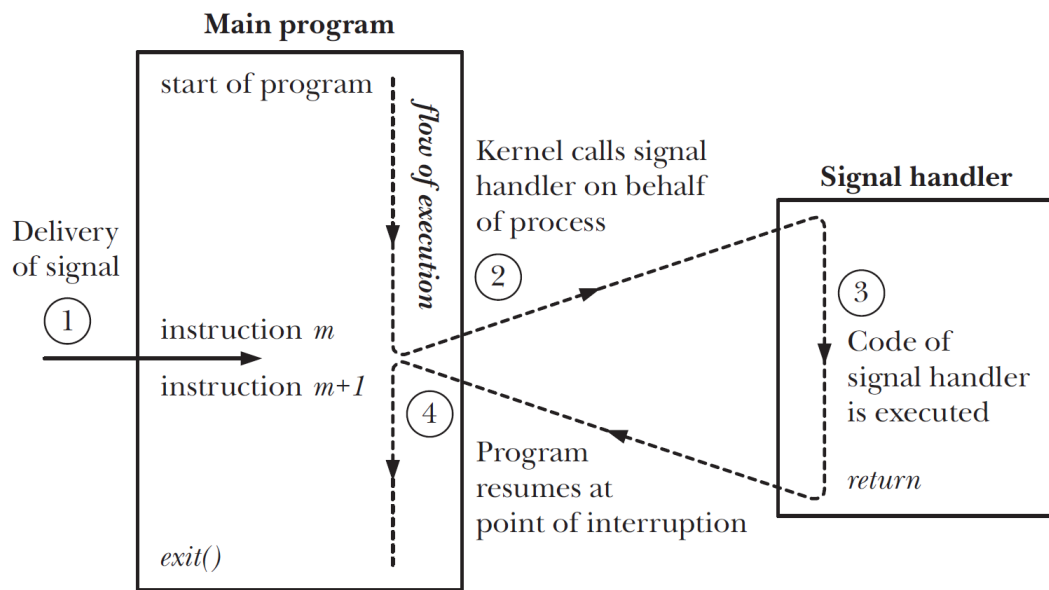 Main program
start of program
flow of execution
Delivery
of signal
1
instruction m
instruction m+1
exit()
Kernel calls signal
handler on behalf
of process
2
Signal handler
3
Code of
signal handler
is executed
return
4
Program
resumes at
point of interruption